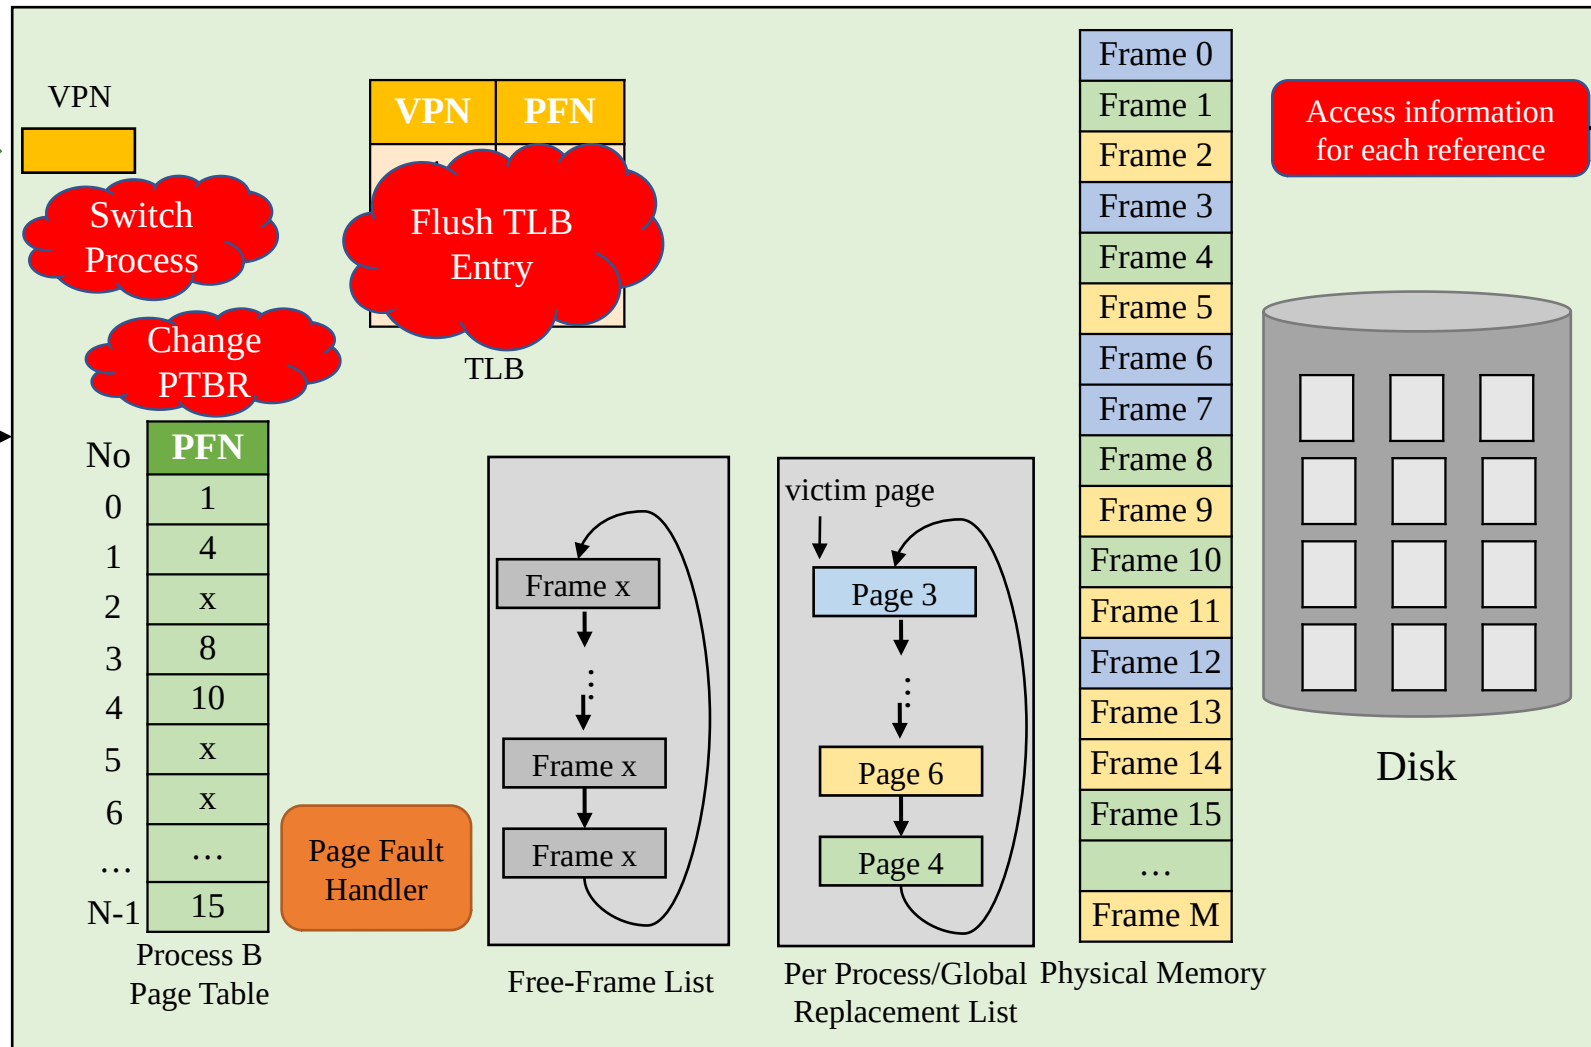 VPN
Switch
Process
Change
PTBR
VPN PFN
Flush TLB
Entry
TLB
No PFN
0 1
1 4
2 x
3 8
4 10
5 x
6 x
... ...
N-1 15
Process B
Page Table
Page Fault
Handler
Frame x
...
Frame x
Frame x
Free-Frame List
victim page
Page 3
...
Page 6
Page 4
Per Process/Global
Replacement List
Frame 0
Frame 1
Frame 2
Frame 3
Frame 4
Frame 5
Frame 6
Frame 7
Frame 8
Frame 9
Frame 10
Frame 11
Frame 12
Frame 13
Frame 14
Frame 15
...
Frame M
Physical Memory
Access information
for each reference
Disk